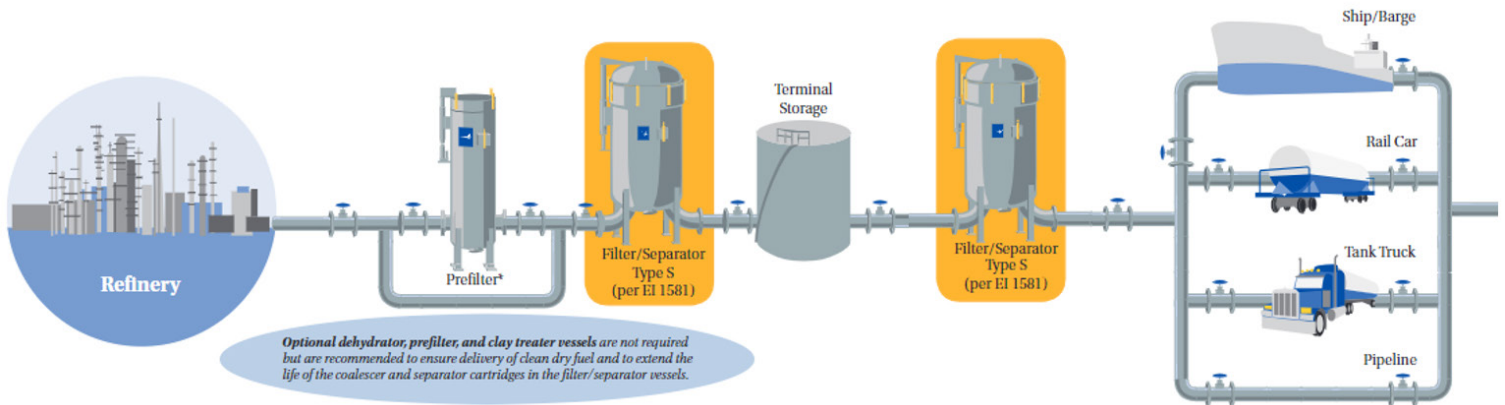 Ship/Barge
Terminal
Storage
Rail Car
Filter/Separator
Type S
(per EI 1581)
Filter/Separator
Type S
(per EI 1581)
Tank Truck
Prefilter*
Refinery
Optional dehydrator, prefilter, and clay treater vessels are not required
but are recommended to ensure delivery of clean dry fuel and to extend the
life of the coalescer and separator cartridges in the filter/separator vessels.
Pipeline